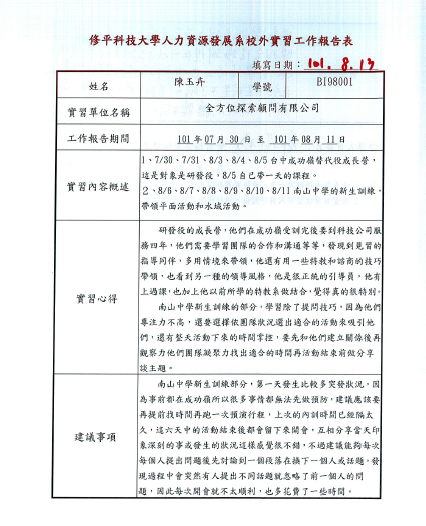 修平科技大學人力資源發展系校外實習工作報告表
填寫日期：101. 8. 13
姓名 陳玉卉 學號 BI98001
實習單位名稱 全方位探索顧問有限公司
工作報告期間 101 年 07 月 30 日 至 101 年 08 月 11 日
實習內容概述
1、7/30、7/31、8/3、8/4、8/5 台中成功嶺替代役成長營，
這是對象是研發役，8/5 自己帶一天的課程。
2、8/6、8/7、8/8、8/9、8/10、8/11 南山中學的新生訓練，
帶領平面活動和水域活動。
實習心得
研發役的成長營，他們在成功嶺受訓完後要到科技公司服
務四年，他們需要學習團隊的合作和溝通等等，發現到見習的
指導同伴，多用情境來帶領，他還有用一些特教和諮商的技巧
帶領，也看到另一種的領導風格，他是很正統的引導員，他有
上過課，也加上他以前所學的特教系做結合，覺得真的很特別。
南山中學新生訓練的部分，學習除了提問技巧，因為他們
專注力不高，還要選擇依團隊狀況選出適合的活動來吸引他
們，還有整天活動下來的時間掌控，要先和他們建立關係後再
觀察力他們團隊凝聚力找出適合的時間再活動結束前做分享
談主題。
建議事項
南山中學新生訓練部分，第一天發生比較多突發狀況，因
為事前都在成功嶺所以很多事情都無法先做預防，建議應該要
再提前找時間再跑一次預演行程，上次的內訓時間已經隔太
久，這六天中的活動結束後都會留下來開會，互相分享當天印
象深刻的事或發生的狀況這樣感覺很不錯，不過建議能夠每次
每個人提出問題後先討論到一個段落在換下一個人或話題，發
現過程中會突然有人提出不同話題就忽略了前一個人的問
題，因此每次開會就不太順利，也多花費了一些時間。